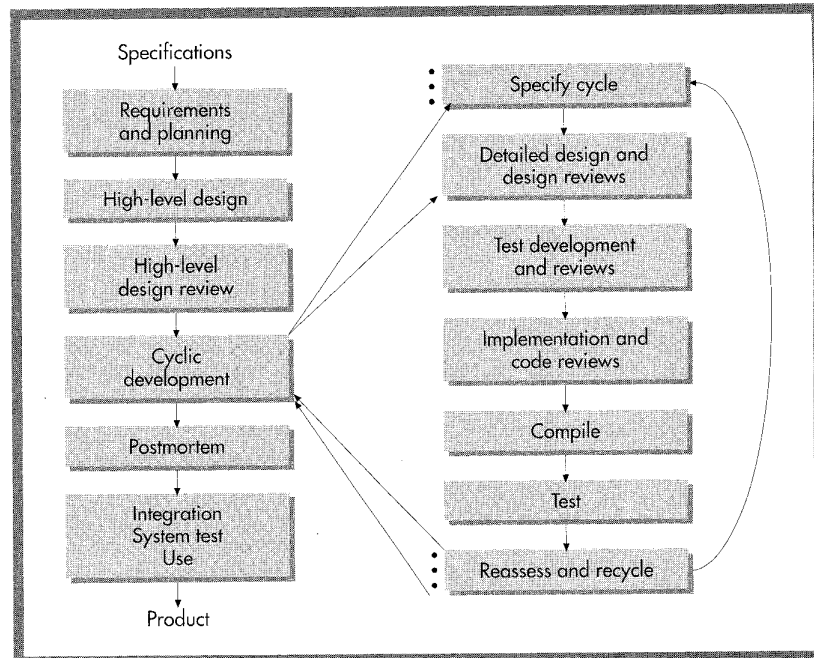 Specifications
Requirements
and planning
High-level design
High-level
design review
Cyclic
development
Postmortem
Integration
System test
Use
Product
Specify cycle
Detailed design and
design reviews
Test development
and reviews
Implementation and
code reviews
Compile
Test
Reassess and recycle